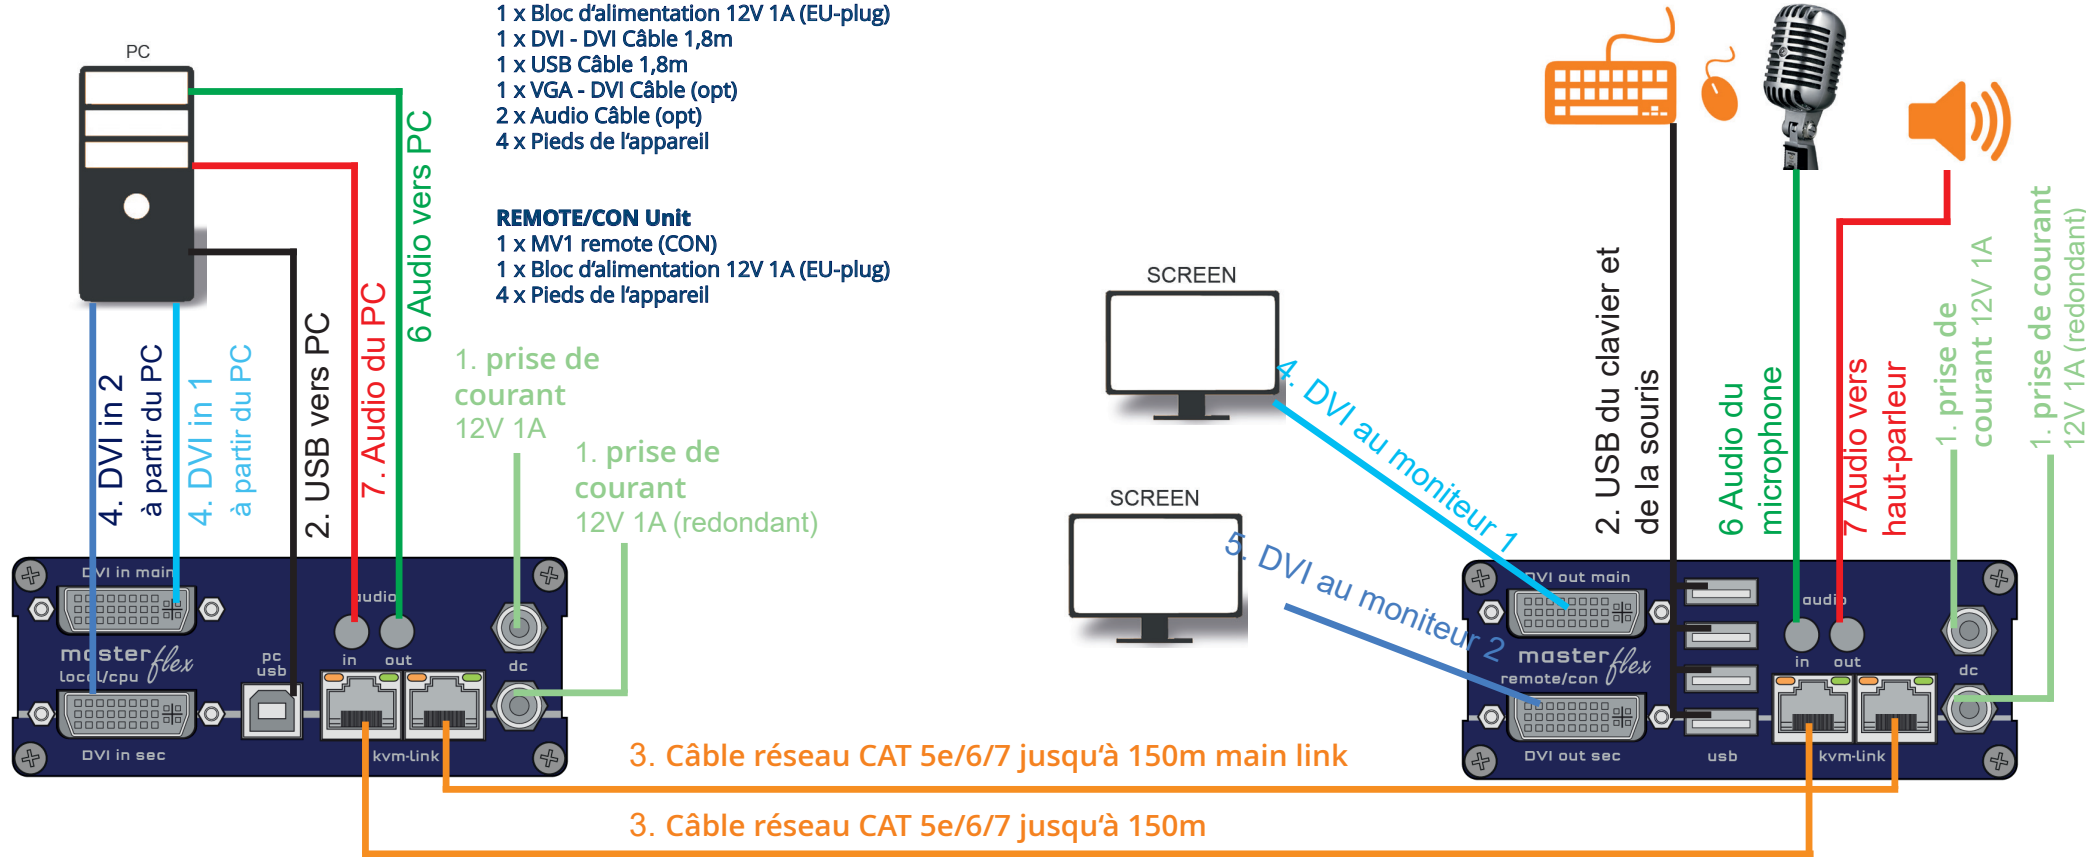 1 x Bloc d‘alimentation 12V 1A (EU-plug)
1 x DVI - DVI Câble 1,8m
1 x USB Câble 1,8m
1 x VGA - DVI Câble (opt)
2 x Audio Câble (opt)
4 x Pieds de l‘appareil
REMOTE/CON Unit
1 x MV1 remote (CON)
1 x Bloc d‘alimentation 12V 1A (EU-plug)
4 x Pieds de l‘appareil
PC
4. DVI in 2
à partir du PC
4. DVI in 1
à partir du PC
2. USB vers PC
7. Audio du PC
6 Audio vers PC
1. prise de
courant
12V 1A
1. prise de
courant
12V 1A (redondant)
DVI in main
master flex
local/cpu
DVI in sec
pc
usb
audio
in
out
kvm-link
dc
SCREEN
4. DVI au moniteur 1
SCREEN
5. DVI au moniteur 2
3. Câble réseau CAT 5e/6/7 jusqu‘à 150m main link
3. Câble réseau CAT 5e/6/7 jusqu‘à 150m
2. USB du clavier et
de la souris
6 Audio du
microphone
7 Audio vers
haut-parleur
1. prise de
courant 12V 1A
1. prise de courant
12V 1A (redondant)
DVI out main
master flex
remote/con
DVI out sec
usb
audio
in
out
kvm-link
dc